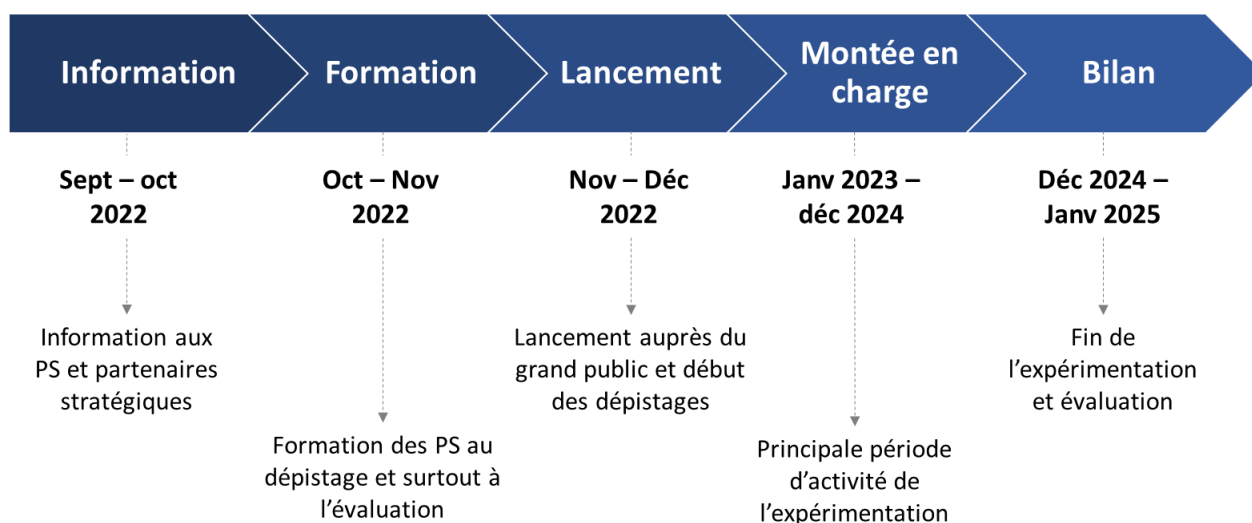 Information
Formation
Lancement
Montée en
charge
Bilan
Sept – oct
2022
Oct – Nov
2022
Nov – Déc
2022
Janv 2023 –
déc 2024
Déc 2024 –
Janv 2025
Information aux
PS et partenaires
stratégiques
Formation des PS au
dépistage et surtout à
l’évaluation
Lancement auprès du
grand public et début
des dépistages
Principale période
d’activité de
l’expérimentation
Fin de
l’expérimentation
et évaluation